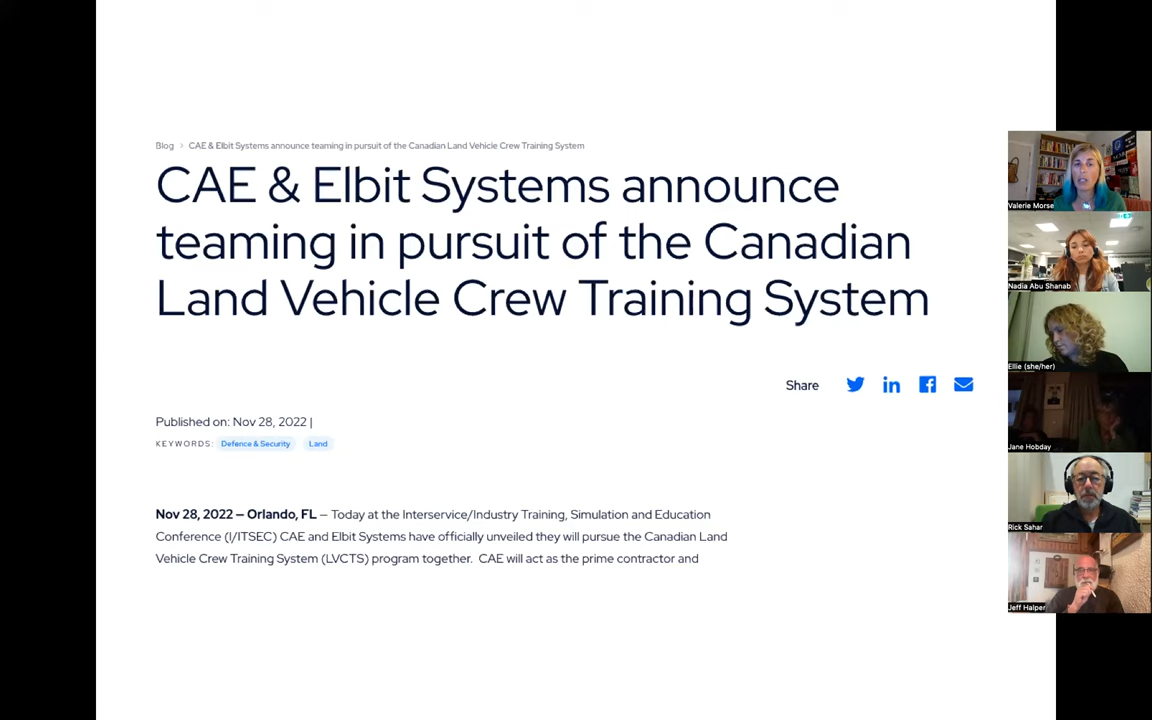 Blog > CAE & Elbit Systems announce teaming in pursuit of the Canadian Land Vehicle Crew Training System
CAE & Elbit Systems announce
teaming in pursuit of the Canadian
Land Vehicle Crew Training System
Share
Published on: Nov 28, 2022 |
KEYWORDS: Defence & Security Land
Nov 28, 2022 – Orlando, FL – Today at the Interservice/Industry Training, Simulation and Education
Conference (I/ITSEC) CAE and Elbit Systems have officially unveiled they will pursue the Canadian Land
Vehicle Crew Training System (LVCTS) program together. CAE will act as the prime contractor and
Valerie Morse
Nadia Abu Shanab
Ellie (she/her)
Jane Hobday
Rick Sahar
Jeff Halper